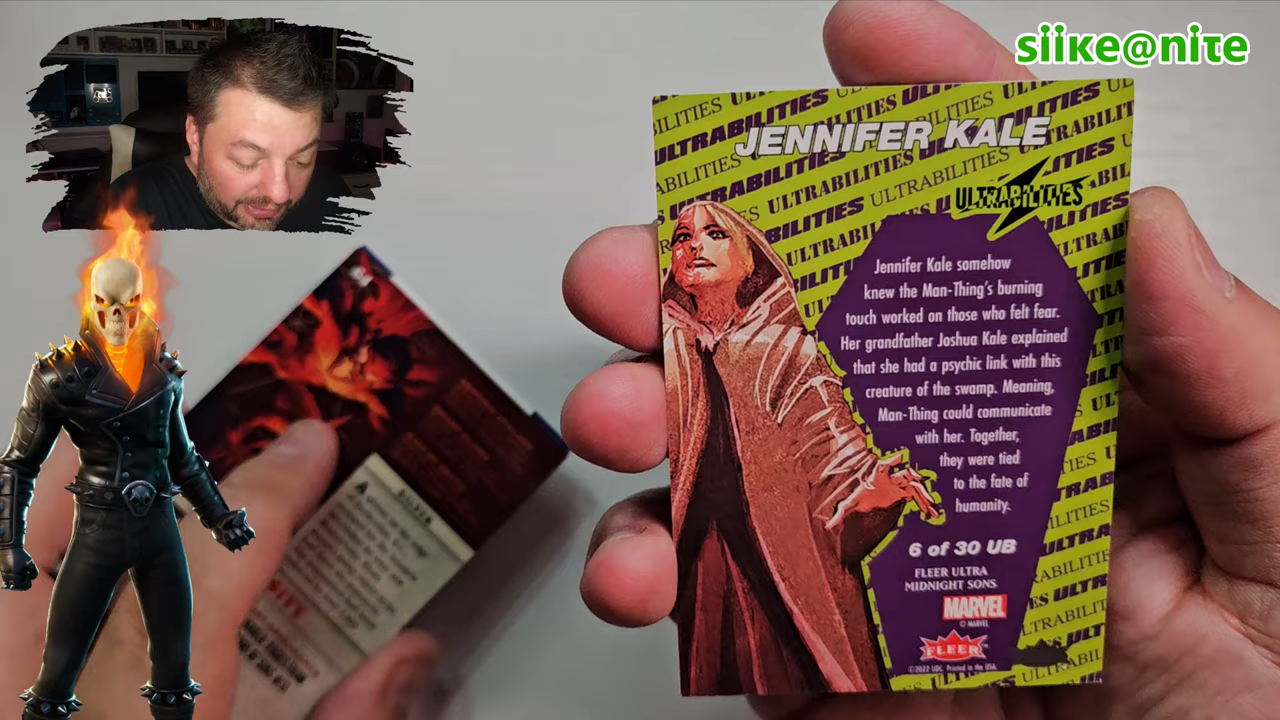 siike@nite
JENNIFER KALE
ULTRABILITIES
Jennifer Kale somehow
knew the Man-Thing's burning
touch worked on those who felt fear.
Her grandfather Joshua Kale explained
that she had a psychic link with this
creature of the swamp. Meaning,
Man-Thing could communicate
with her. Together,
they were tied
to the fate of
humanity.
6 of 30 UB
FLEER ULTRA
MIDNIGHT SONS
MARVEL
© MARVEL
FLEER
©2022 UDC. Printed in the USA.